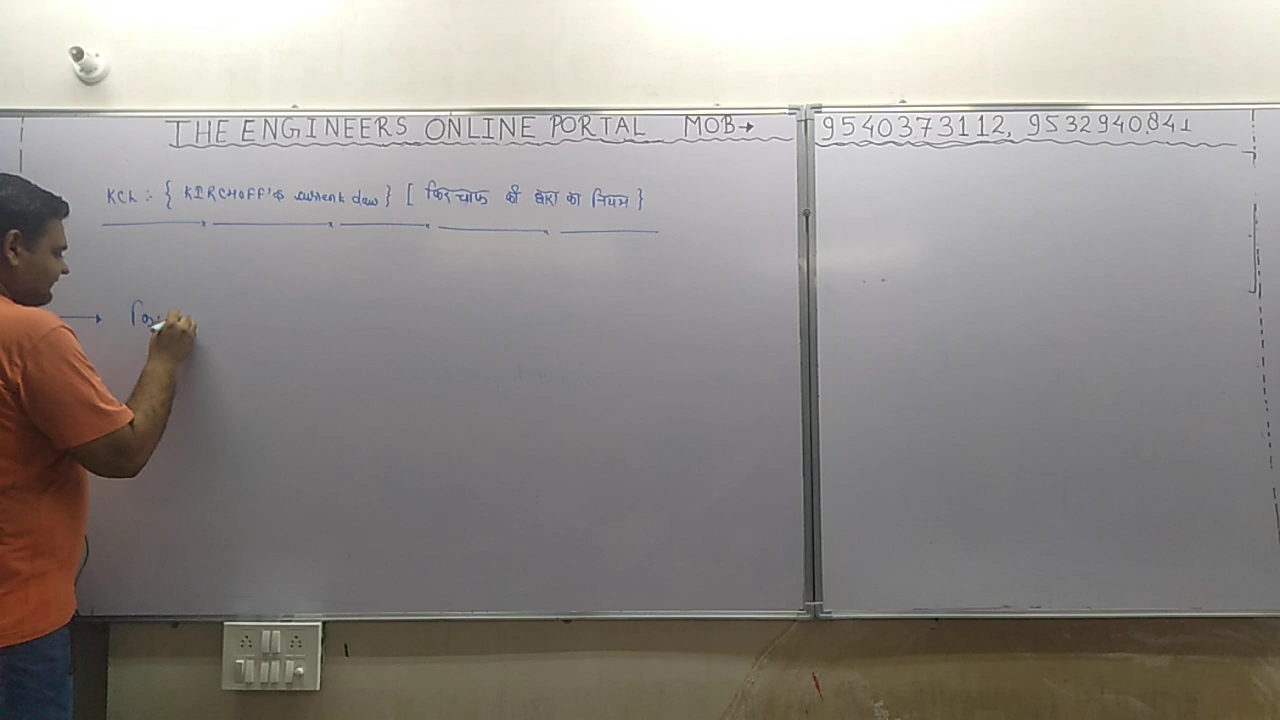 THE ENGINEERS ONLINE PORTAL MOB→ 9540373112, 9532940841
KCL :- { KIRCHOFF's current Law } [ किरचॉफ की धारा का नियम }
→